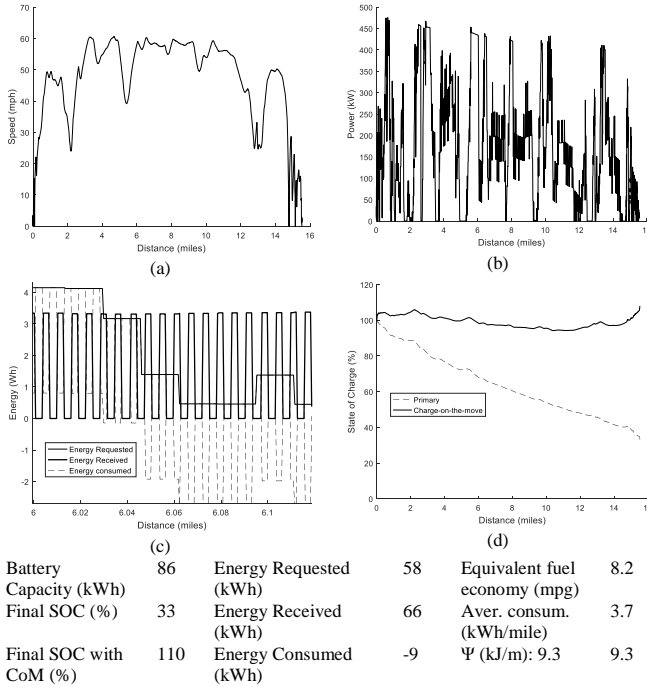 70
60
50
40
30
20
10
0
Speed (mph)
0 2 4 6 8 10 12 14 16
Distance (miles)
(a)
500
450
400
350
300
250
200
150
100
50
0
Power (kW)
0 2 4 6 8 10 12 14 16
Distance (miles)
(b)
4
3
2
1
0
-1
-2
Energy (Wh)
Energy Requested
Energy Received
Energy consumed
6 6.02 6.04 6.06 6.08 6.1
Distance (miles)
(c)
120
100
80
60
40
20
0
State of Charge (%)
Primary
Charge-on-the-move
0 2 4 6 8 10 12 14 16
Distance (miles)
(d)
Battery Energy Requested Equivalent fuel
Capacity (kWh) 86 (kWh) 58 economy (mpg) 8.2
Final SOC (%) 33 Energy Received 66 Aver. consum. 3.7
(kWh) (kWh/mile)
Final SOC with 110 Energy Consumed -9 Ψ (kJ/m): 9.3 9.3
CoM (%) (kWh)